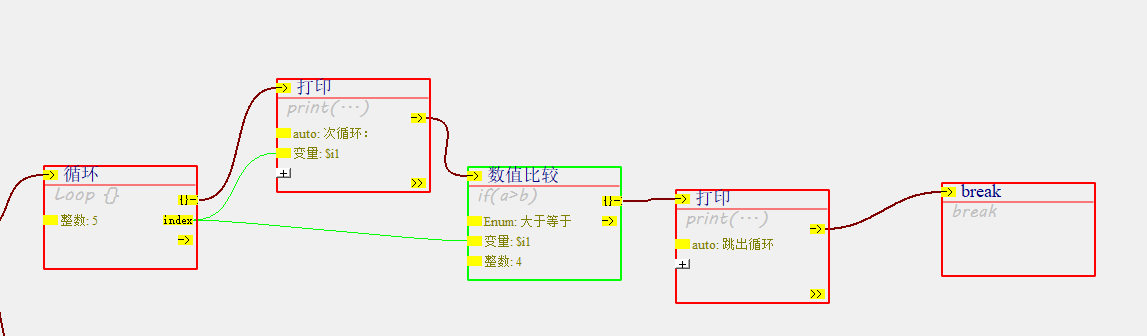 循环
Loop {}
{}
整数: 5
index
打印
print(...)
auto: 次循环:
变量: $i1
数值比较
if(a>b)
{}
Enum: 大于等于
变量: $i1
整数: 4
打印
print(...)
auto: 跳出循环
break
break